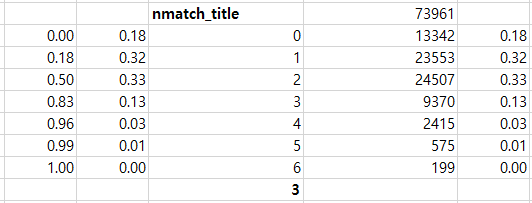 nmatch_title 73961
0.00 0.18 0 13342 0.18
0.18 0.32 1 23553 0.32
0.50 0.33 2 24507 0.33
0.83 0.13 3 9370 0.13
0.96 0.03 4 2415 0.03
0.99 0.01 5 575 0.01
1.00 0.00 6 199 0.00
3